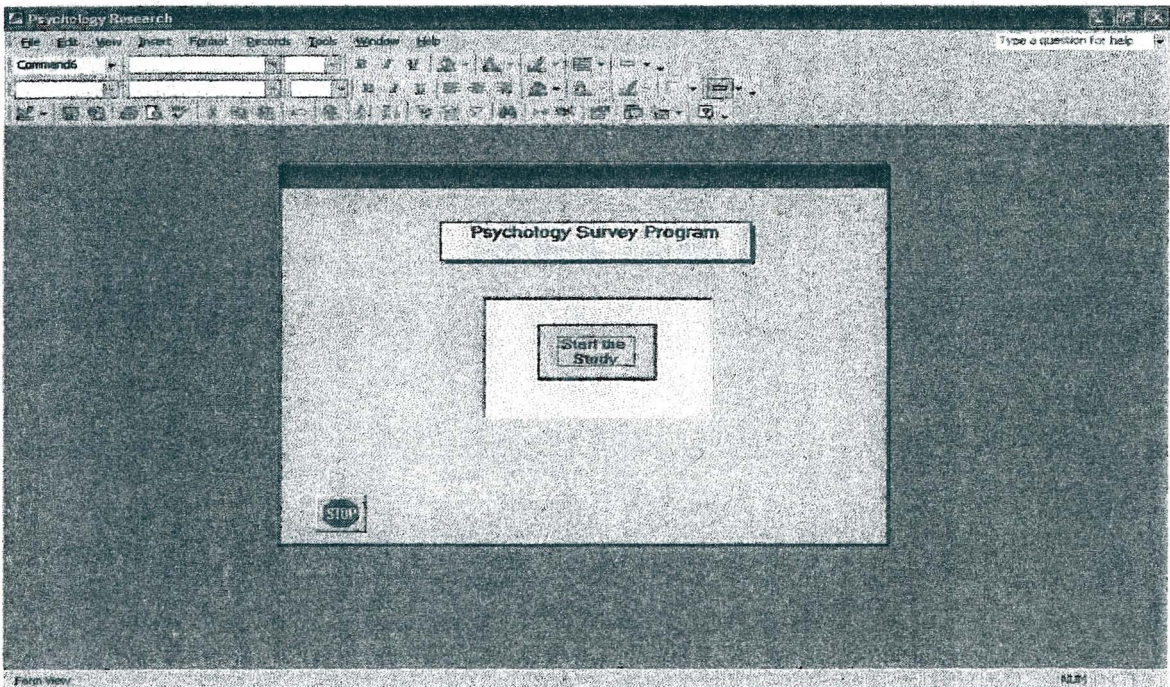 Psychology Research
File Edit View Insert Format Records Tools Window Help
Type a question for help
Command6
B I U
B I U
Psychology Survey Program
Start the
Study
STOP
Form View
NUM